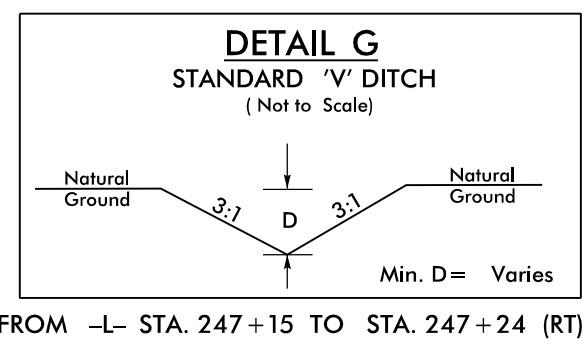 DETAIL G
STANDARD 'V' DITCH
( Not to Scale)
Natural
Ground
3:1
D
3:1
Natural
Ground
Min. D= Varies
FROM -L- STA. 247+15 TO STA. 247+24 (RT)